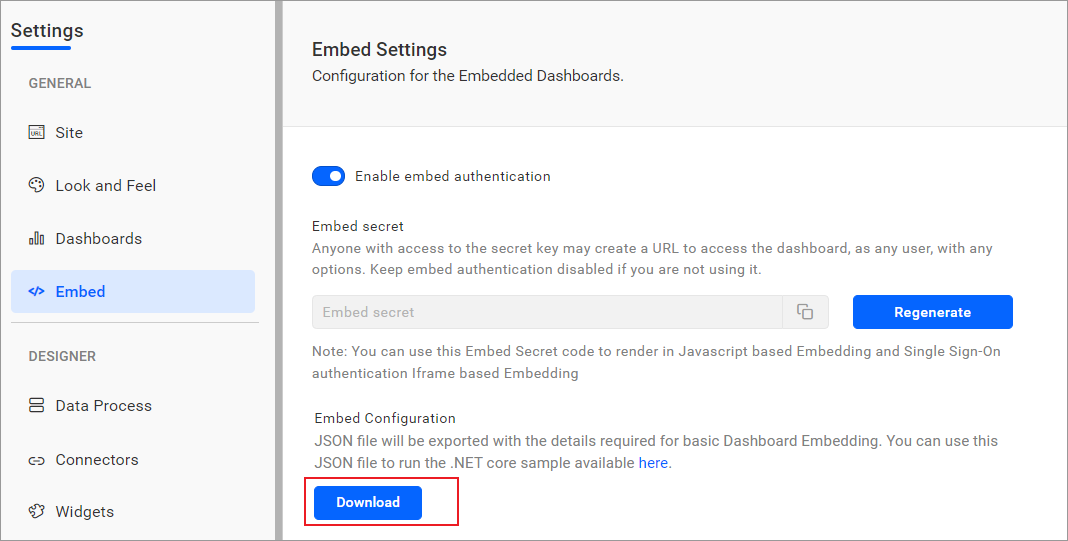 Settings
GENERAL
URL
Site
Look and Feel
Dashboards
Embed
DESIGNER
Data Process
Connectors
Widgets
Embed Settings
Configuration for the Embedded Dashboards.
Enable embed authentication
Embed secret
Anyone with access to the secret key may create a URL to access the dashboard, as any user, with any
options. Keep embed authentication disabled if you are not using it.
Embed secret
Regenerate
Note: You can use this Embed Secret code to render in Javascript based Embedding and Single Sign-On
authentication Iframe based Embedding
Embed Configuration
JSON file will be exported with the details required for basic Dashboard Embedding. You can use this
JSON file to run the .NET core sample available here.
Download